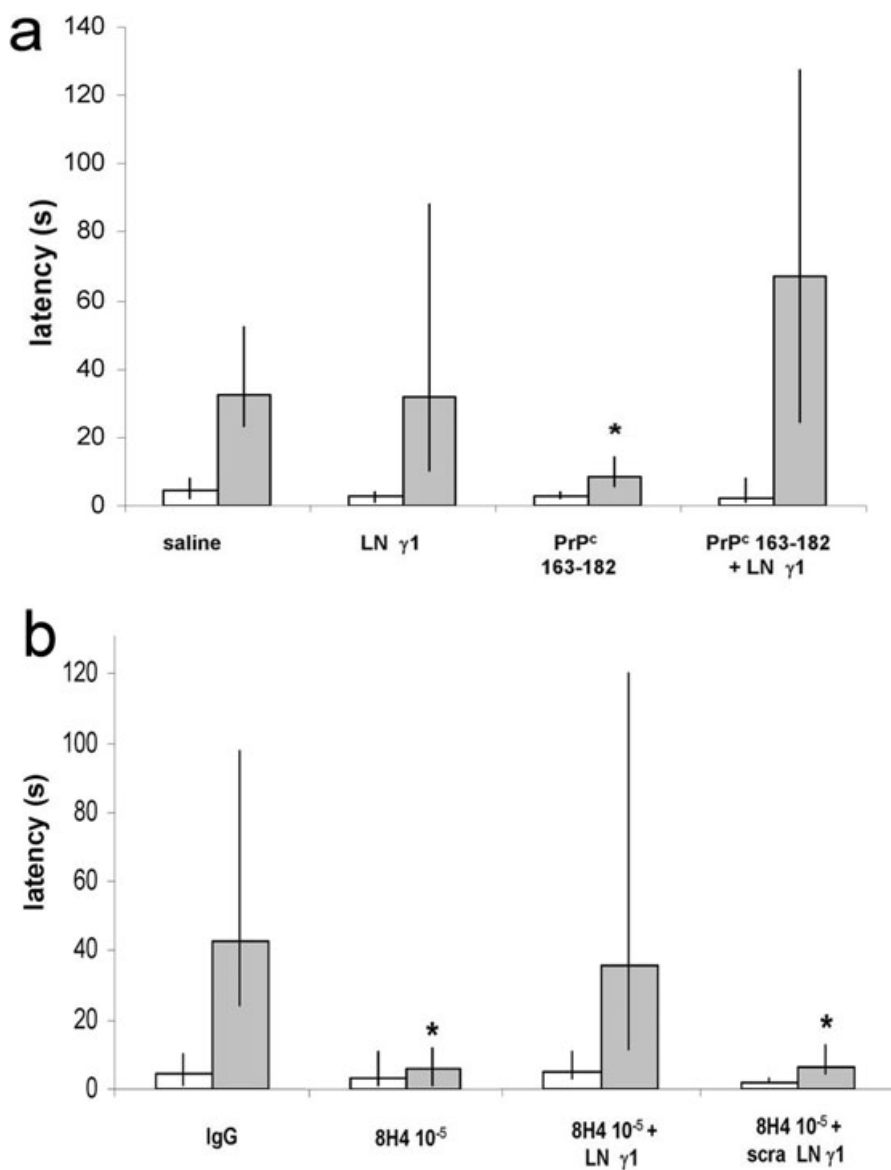 a
140
120
100
80
60
40
20
0
latency (s)
saline
LN γ1
PrPᶜ
163-182
PrPᶜ 163-182
+ LN γ1
*
b
120
100
80
60
40
20
0
latency (s)
IgG
8H4 10⁻⁵
8H4 10⁻⁵ +
LN γ1
8H4 10⁻⁵ +
scra LN γ1
*
*